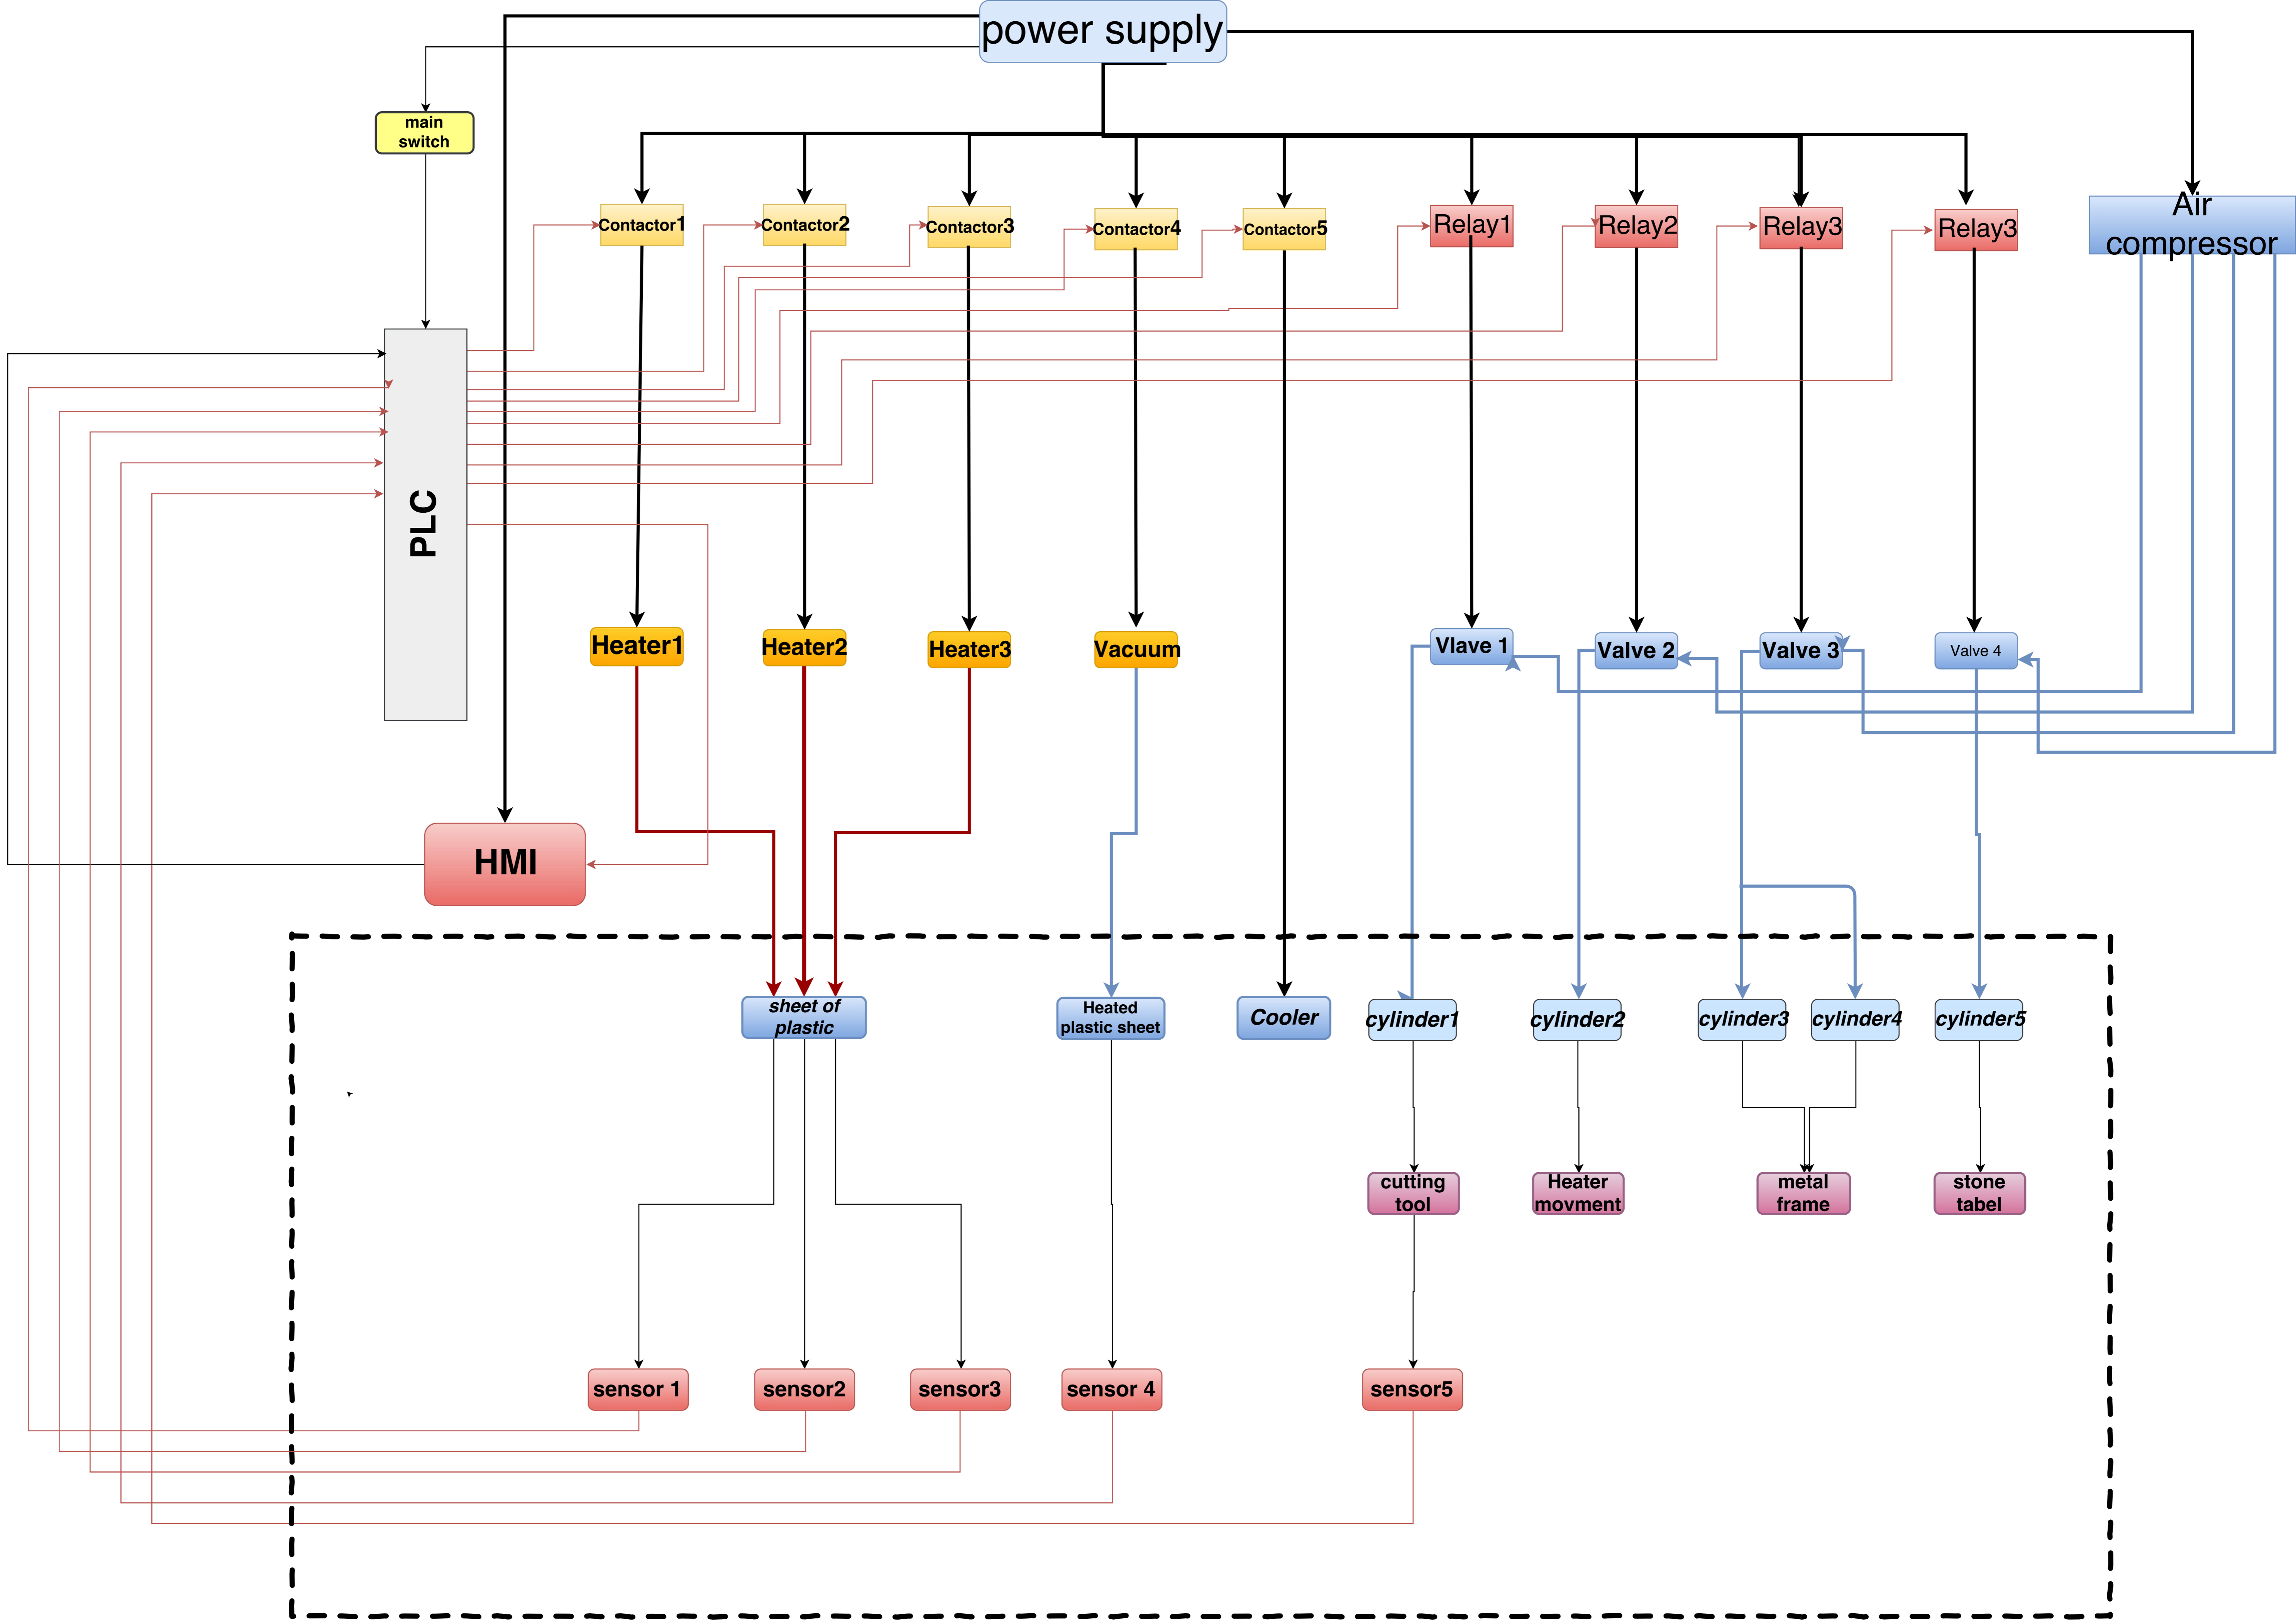 power supply
main
switch
Contactor1
Contactor2
Contactor3
Contactor4
Contactor5
Relay1
Relay2
Relay3
Relay3
Air
compressor
PLC
Heater1
Heater2
Heater3
Vacuum
Vlave 1
Valve 2
Valve 3
Valve 4
HMI
sheet of
plastic
Heated
plastic sheet
Cooler
cylinder1
cylinder2
cylinder3
cylinder4
cylinder5
cutting
tool
Heater
movment
metal
frame
stone
tabel
sensor 1
sensor2
sensor3
sensor 4
sensor5